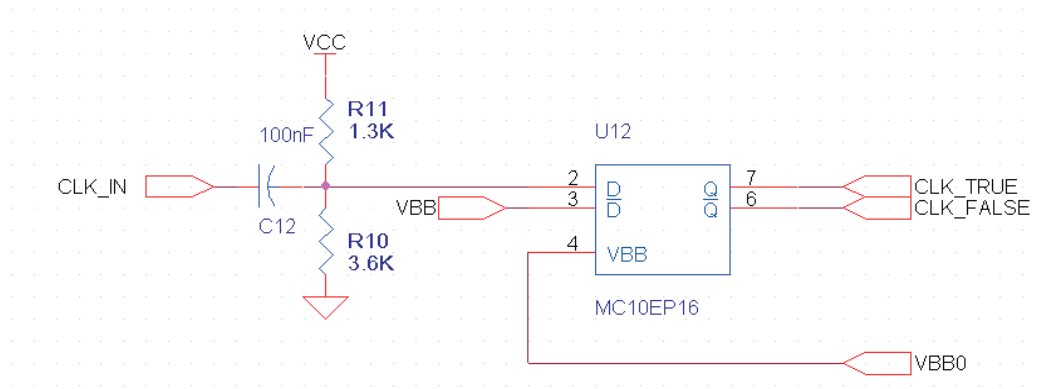 VCC
R11
1.3K
100nF
C12
CLK_IN
R10
3.6K
VBB
U12
2
3
4
D
D
VBB
Q
Q
7
6
MC10EP16
CLK_TRUE
CLK_FALSE
VBB0